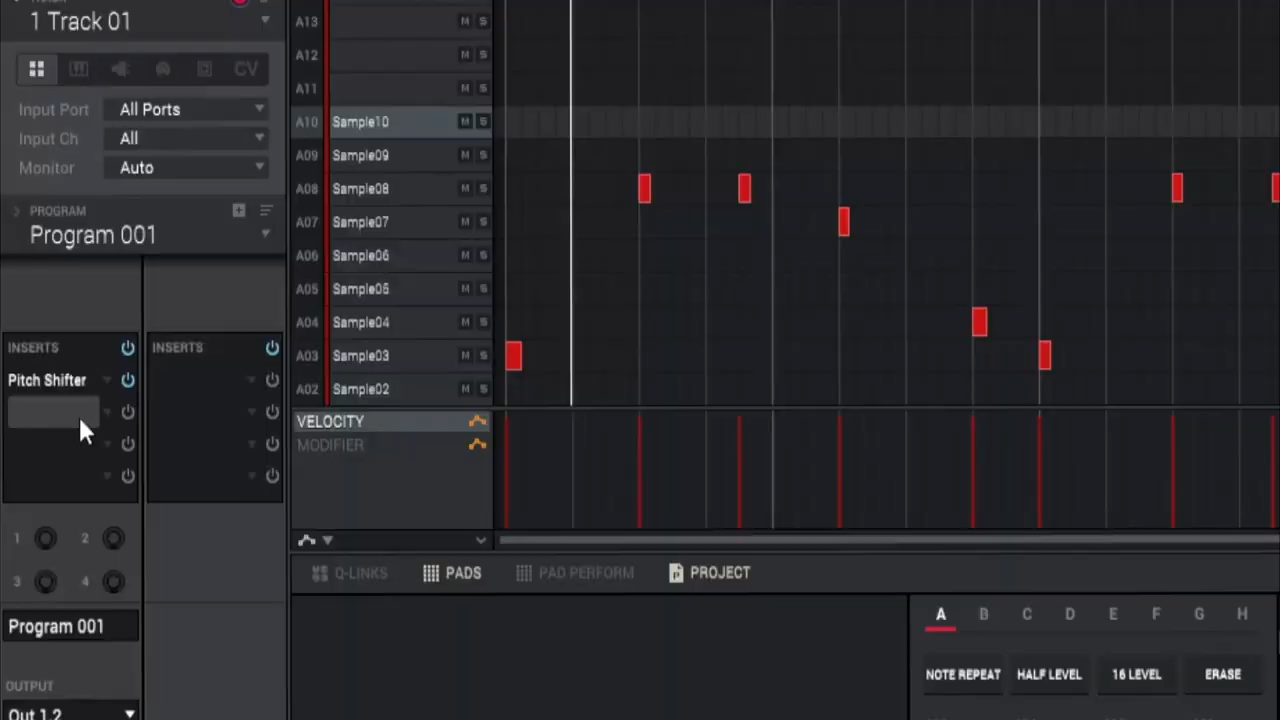 1 Track 01
CV
Input Port All Ports
Input Ch All
Monitor Auto
PROGRAM
Program 001
INSERTS
Pitch Shifter
1 2
3 4
Program 001
OUTPUT
Out 1,2
INSERTS
A13 M S
A12 M S
A11 M S
A10 Sample10 M S
A09 Sample09 M S
A08 Sample08 M S
A07 Sample07 M S
A06 Sample06 M S
A05 Sample05 M S
A04 Sample04 M S
A03 Sample03 M S
A02 Sample02 M S
VELOCITY
MODIFIER
Q-LINKS PADS PAD PERFORM PROJECT
A B C D E F G H
NOTE REPEAT HALF LEVEL 16 LEVEL ERASE